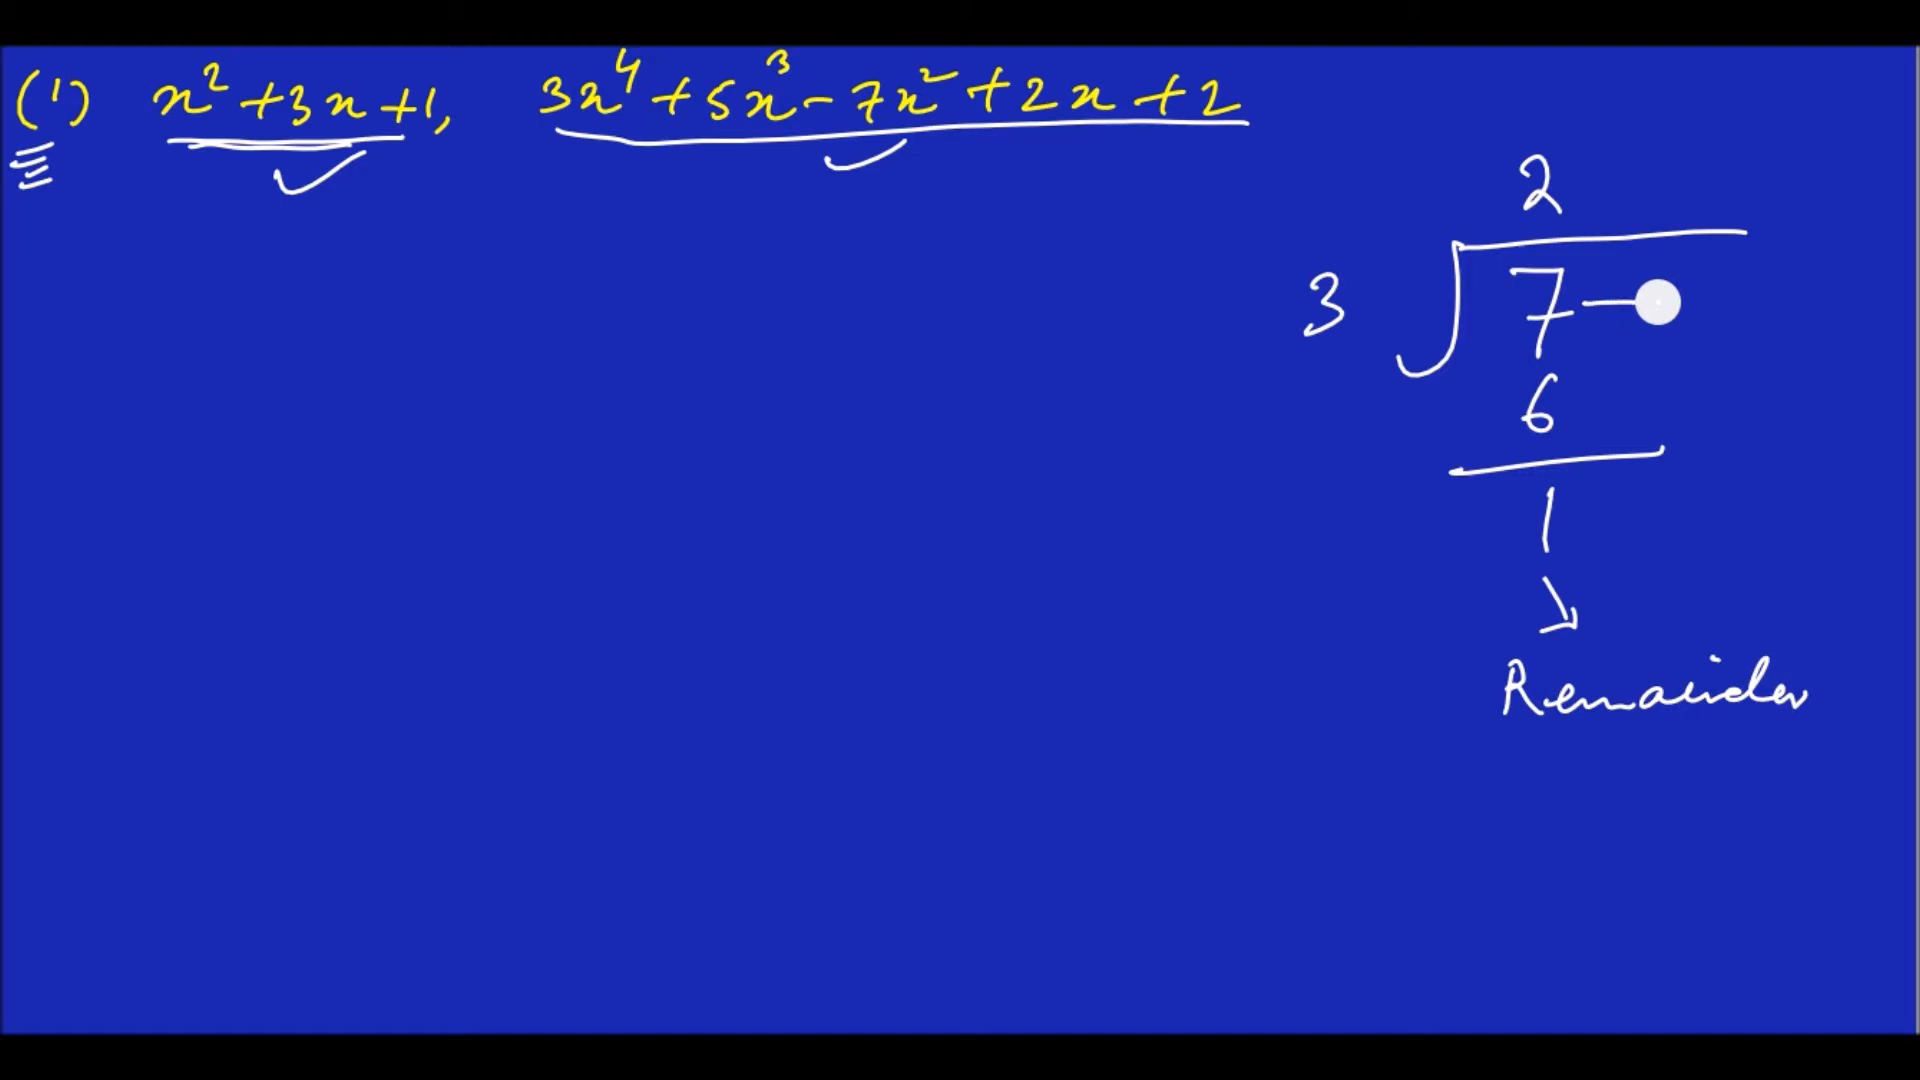 (1) x² + 3x + 1, 3x⁴ + 5x³ - 7x² + 2x + 2
2
3 7 —
6
1
Remainder